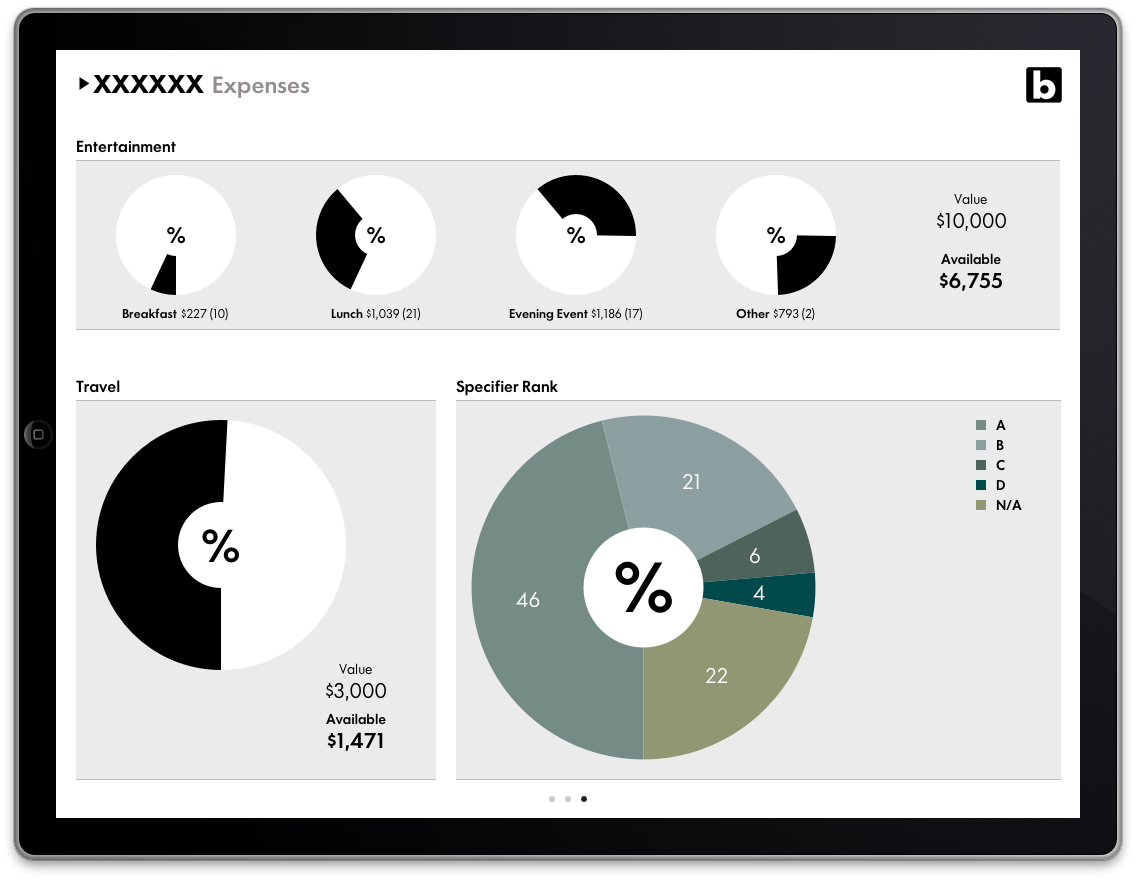 XXXXXX Expenses
b
Entertainment
%
%
%
%
Breakfast $227 (10)
Lunch $1,039 (21)
Evening Event $1,186 (17)
Other $793 (2)
Value
$10,000
Available
$6,755
Travel
%
Value
$3,000
Available
$1,471
Specifier Rank
21
6
4
46
22
%
A
B
C
D
N/A